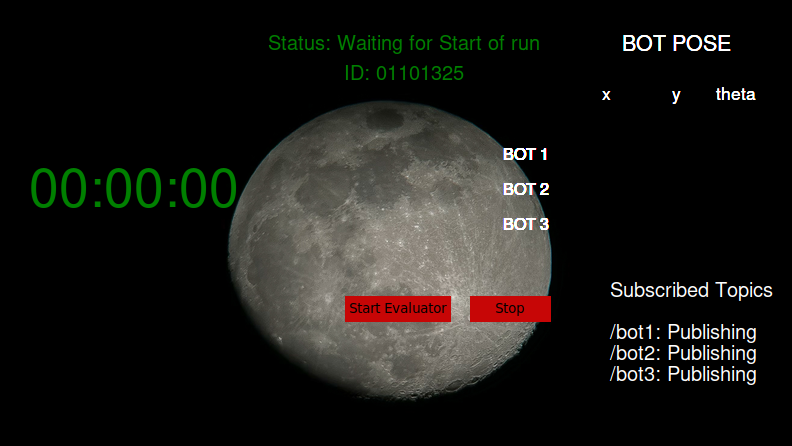 Status: Waiting for Start of run
ID: 01101325
BOT POSE
x y theta
BOT 1
00:00:00
BOT 2
BOT 3
Start Evaluator Stop
Subscribed Topics
/bot1: Publishing
/bot2: Publishing
/bot3: Publishing